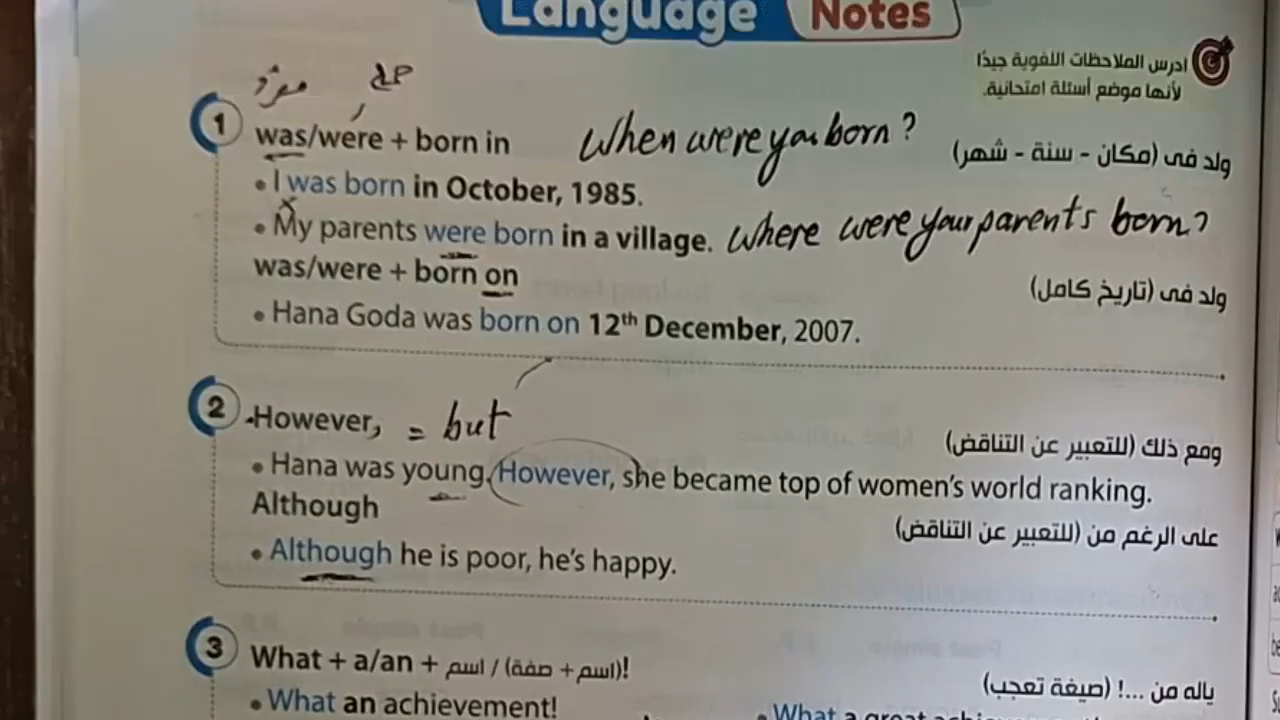 Language Notes
ادرس الملاحظات اللغوية جيدًا
لأنها موضع أسئلة امتحانية.
مفرد جمع
1 was/were + born in When were you born? ولد فى (مكان - سنة - شهر)
• I was born in October, 1985.
• My parents were born in a village. Where were your parents born?
was/were + born on ولد فى (تاريخ كامل)
• Hana Goda was born on 12th December, 2007.
2 However, = but ومع ذلك (للتعبير عن التناقض)
• Hana was young. However, she became top of women's world ranking.
Although على الرغم من (للتعبير عن التناقض)
• Although he is poor, he's happy.
3 What + a/an + اسم / (اسم + صفة)! ياله من ...! (صيغة تعجب)
• What an achievement! • What a great